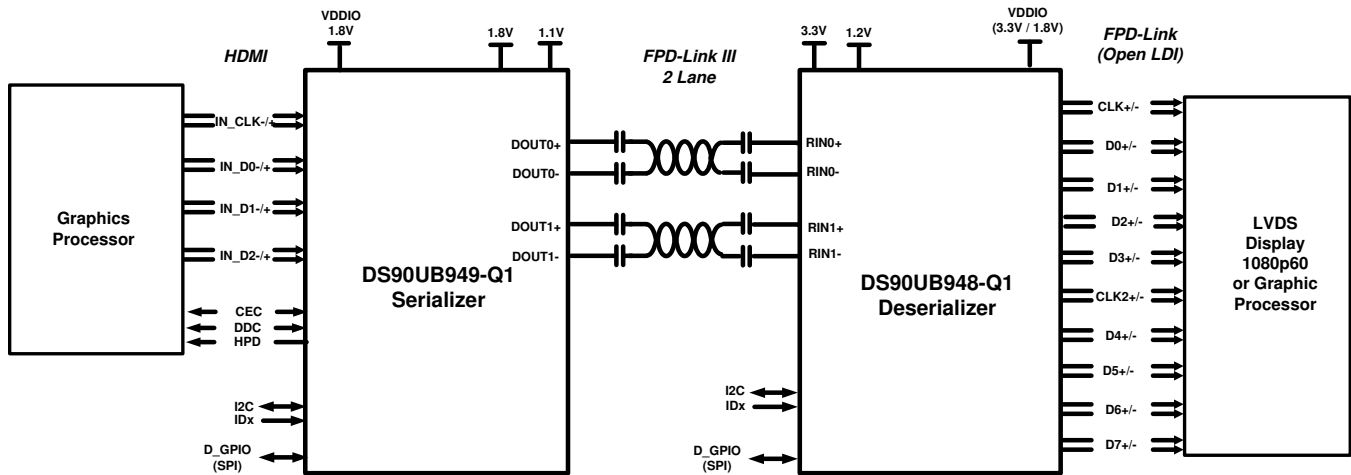 HDMI
VDDIO
1.8V
1.8V
1.1V
FPD-Link III
2 Lane
3.3V
1.2V
VDDIO
(3.3V / 1.8V)
FPD-Link
(Open LDI)
Graphics
Processor
IN_CLK-/+
IN_D0-/+
IN_D1-/+
IN_D2-/+
CEC
DDC
HPD
I2C
IDx
D_GPIO
(SPI)
DS90UB949-Q1
Serializer
DOUT0+
DOUT0-
DOUT1+
DOUT1-
RIN0+
RIN0-
RIN1+
RIN1-
DS90UB948-Q1
Deserializer
I2C
IDx
D_GPIO
(SPI)
CLK+/-
D0+/-
D1+/-
D2+/-
D3+/-
CLK2+/-
D4+/-
D5+/-
D6+/-
D7+/-
LVDS
Display
1080p60
or Graphic
Processor